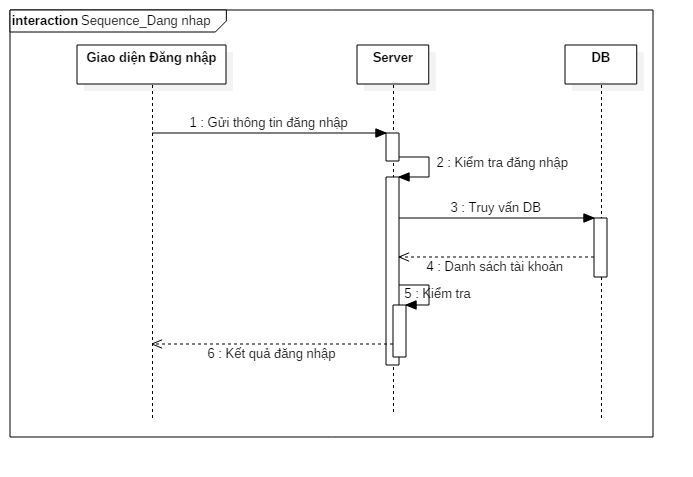 interaction Sequence_Dang nhap
Giao diện Đăng nhập
Server
DB
1 : Gửi thông tin đăng nhập
2 : Kiểm tra đăng nhập
3 : Truy vấn DB
4 : Danh sách tài khoản
5 : Kiểm tra
6 : Kết quả đăng nhập